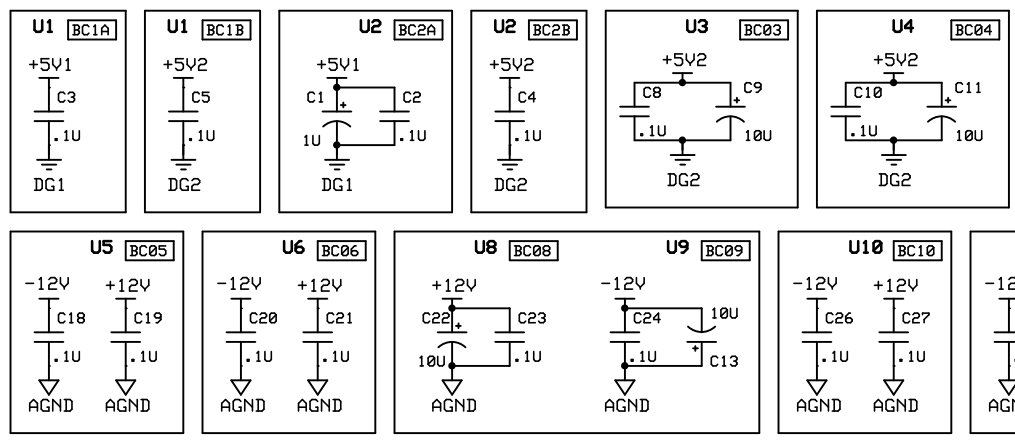 U1 BC1A
+5V1
C3
.1U
DG1
U1 BC1B
+5V2
C5
.1U
DG2
U2 BC2A
+5V1
C1 + C2
1U .1U
DG1
U2 BC2B
+5V2
C4
.1U
DG2
U3 BC03
+5V2
C8 + C9
.1U 10U
DG2
U4 BC04
+5V2
C10 + C11
.1U 10U
DG2
U5 BC05
-12V +12V
C18 C19
.1U .1U
AGND AGND
U6 BC06
-12V +12V
C20 C21
.1U .1U
AGND AGND
U8 BC08
+12V
C22 + C23
10U .1U
AGND
U9 BC09
-12V
C24 10U
.1U + C13
AGND
U10 BC10
-12V +12V
C26 C27
.1U .1U
AGND AGND